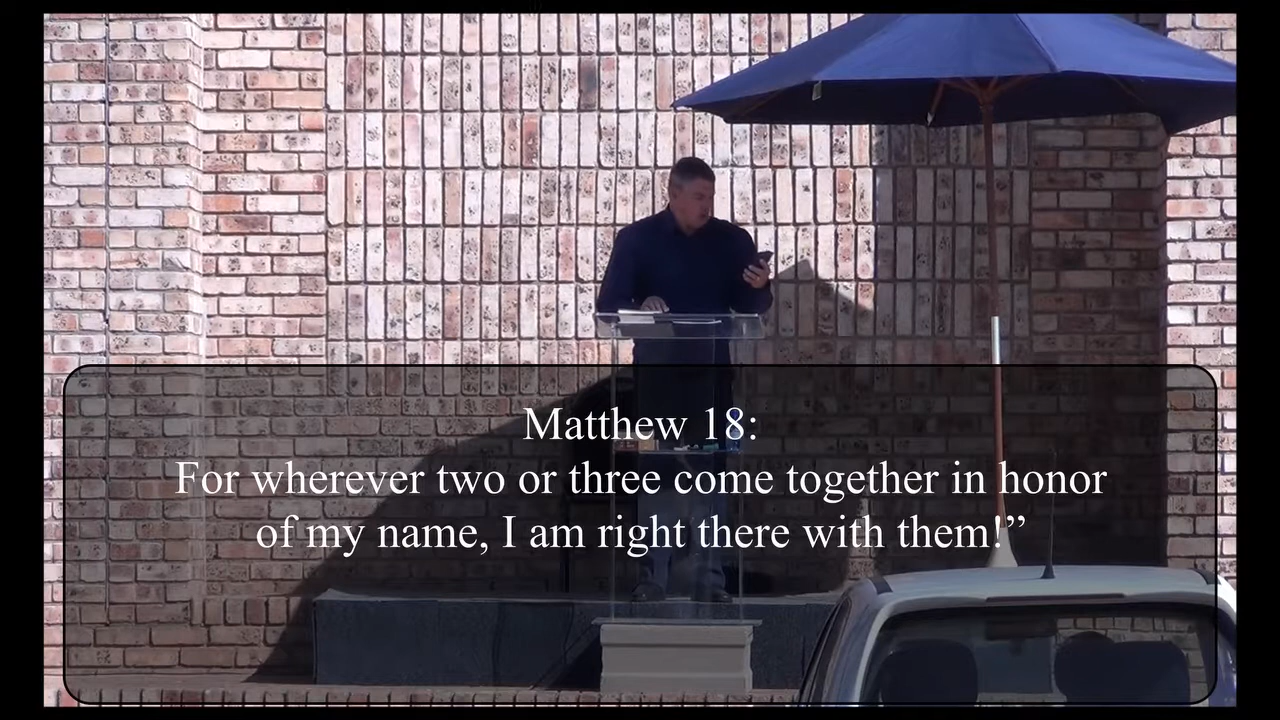 Matthew 18:
For wherever two or three come together in honor
of my name, I am right there with them!”